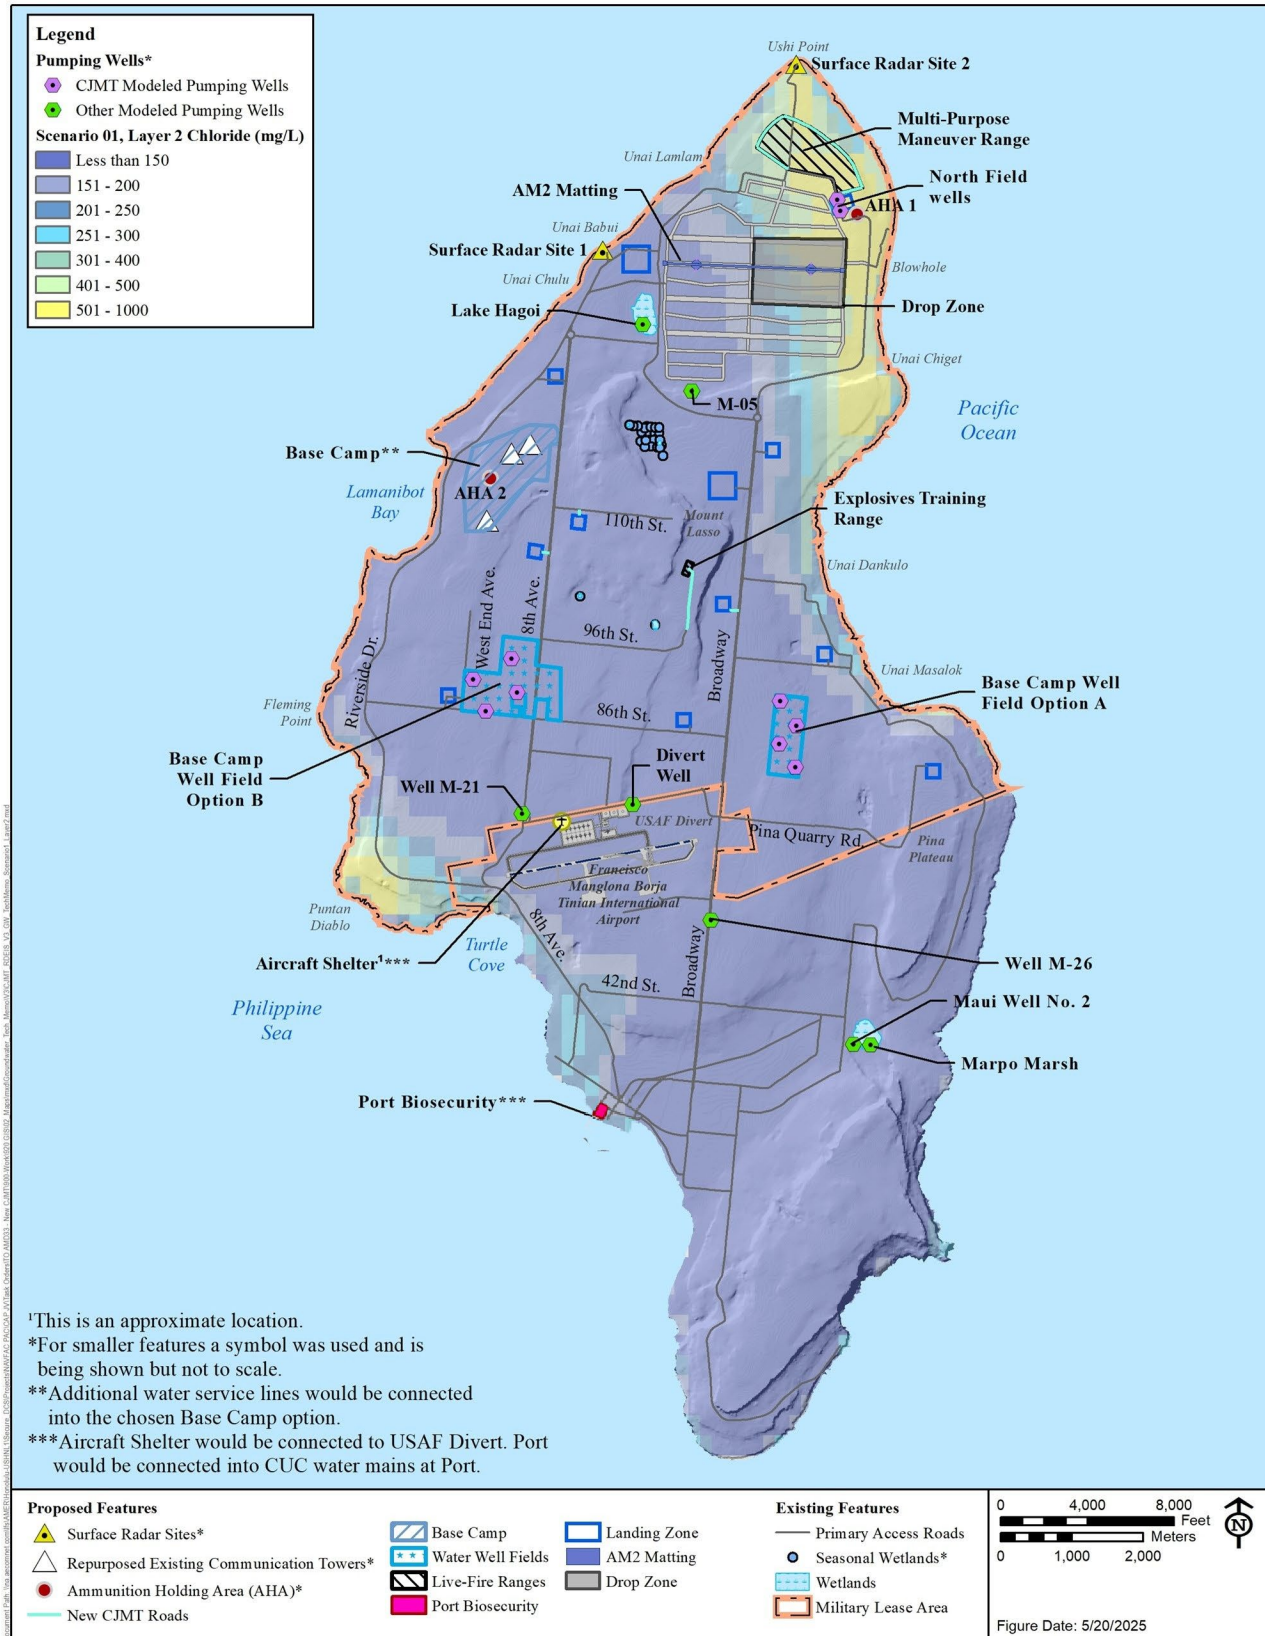 Legend
Pumping Wells*
CJMT Modeled Pumping Wells
Other Modeled Pumping Wells
Scenario 01, Layer 2 Chloride (mg/L)
Less than 150
151 - 200
201 - 250
251 - 300
301 - 400
401 - 500
501 - 1000
Ushi Point
Surface Radar Site 2
Multi-Purpose
Maneuver Range
Unai Lamlam
North Field
wells
AM2 Matting
AHA 1
Unai Babui
Surface Radar Site 1
Blowhole
Unai Chulu
Lake Hagoi
Drop Zone
Unai Chiget
M-05
Pacific
Ocean
Base Camp**
AHA 2
Lamanibot
Bay
Explosives Training
Range
110th St.
Mount
Lasso
Unai Dankulo
West End Ave.
8th Ave.
96th St.
Broadway
Riverside Dr.
Unai Masalok
Base Camp Well
Field Option A
Fleming
Point
86th St.
Base Camp
Well Field
Option B
Divert
Well
Well M-21
USAF Divert
Pina Quarry Rd.
Pina
Plateau
Francisco
Manglona Borja
Tinian International
Airport
Puntan
Diablo
8th Ave.
Turtle
Cove
Aircraft Shelter¹***
Broadway
Well M-26
42nd St.
Philippine
Sea
Maui Well No. 2
Marpo Marsh
Port Biosecurity***
¹This is an approximate location.
*For smaller features a symbol was used and is
being shown but not to scale.
**Additional water service lines would be connected
into the chosen Base Camp option.
***Aircraft Shelter would be connected to USAF Divert. Port
would be connected into CUC water mains at Port.
Proposed Features
Surface Radar Sites*
Repurposed Existing Communication Towers*
Ammunition Holding Area (AHA)*
New CJMT Roads
Base Camp
Water Well Fields
Live-Fire Ranges
Port Biosecurity
Landing Zone
AM2 Matting
Drop Zone
Existing Features
Primary Access Roads
Seasonal Wetlands*
Wetlands
Military Lease Area
0 4,000 8,000
Feet
Meters
0 1,000 2,000
N
Figure Date: 5/20/2025